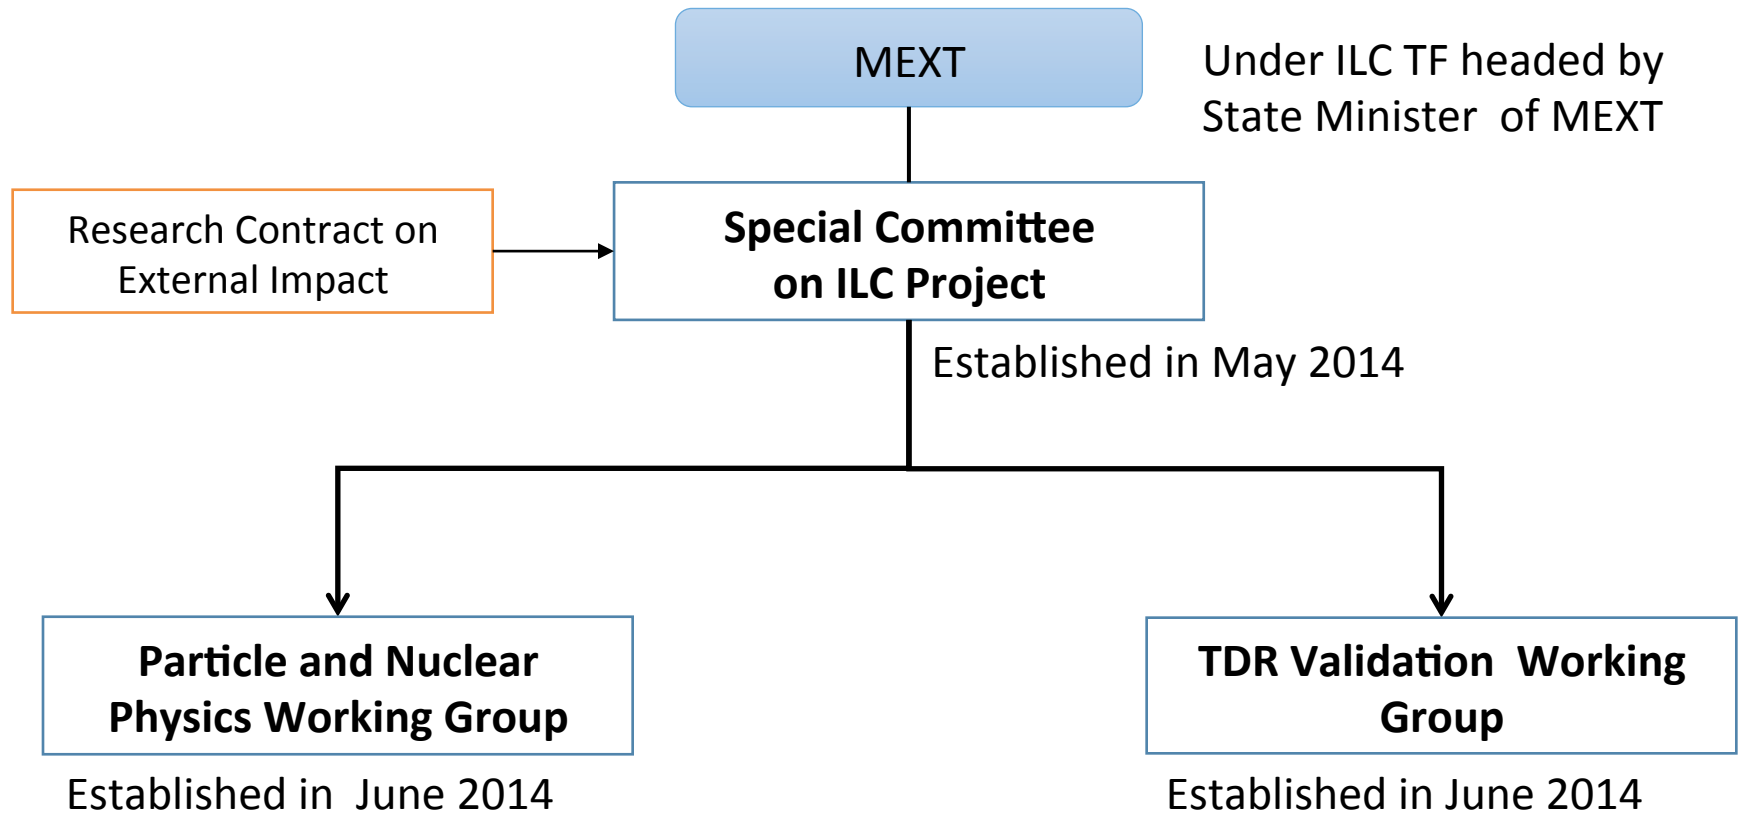 MEXT
Under ILC TF headed by
State Minister of MEXT
Research Contract on
External Impact
Special Committee
on ILC Project
Established in May 2014
Particle and Nuclear
Physics Working Group
Established in June 2014
TDR Validation Working
Group
Established in June 2014